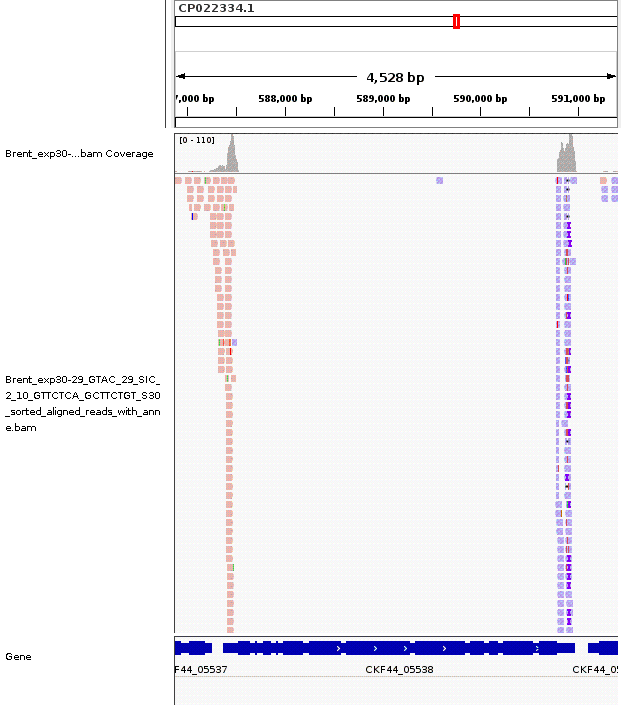 CP022334.1
4,528 bp
7,000 bp 588,000 bp 589,000 bp 590,000 bp 591,000 bp
[0 - 110]
Brent_exp30-...bam Coverage
Brent_exp30-29_GTAC_29_SIC_
2_10_GTTCTCA_GCTTCTGT_S30
_sorted_aligned_reads_with_ann
e.bam
Gene
F44_05537 CKF44_05538 CKF44_05